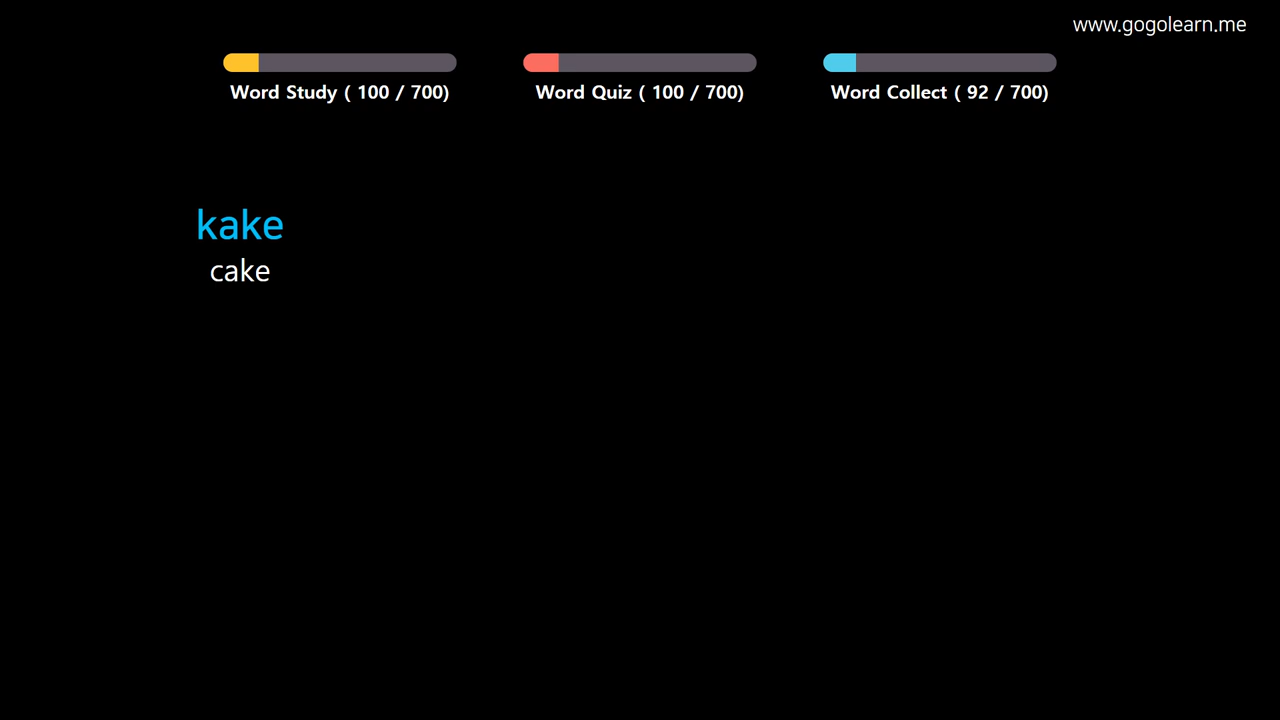 www.gogolearn.me
Word Study ( 100 / 700)
Word Quiz ( 100 / 700)
Word Collect ( 92 / 700)
kake
cake